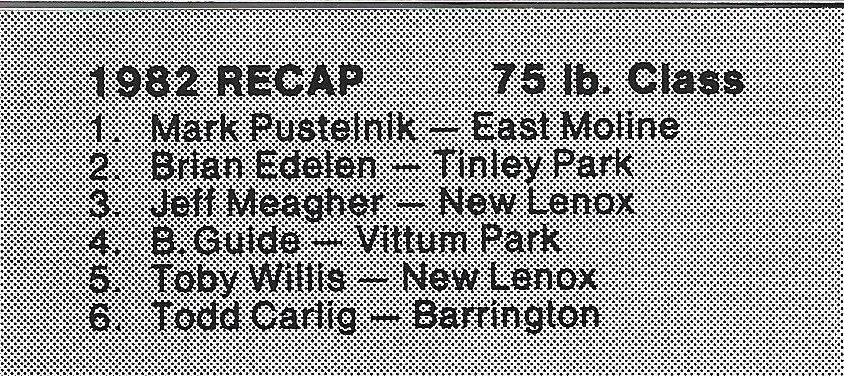 1982 RECAP 75 lb. Class
1. Mark Pustelnik — East Moline
2. Brian Edelen — Tinley Park
3. Jeff Meagher — New Lenox
4. B. Guide — Vittum Park
5. Toby Willis — New Lenox
6. Todd Carlig — Barrington